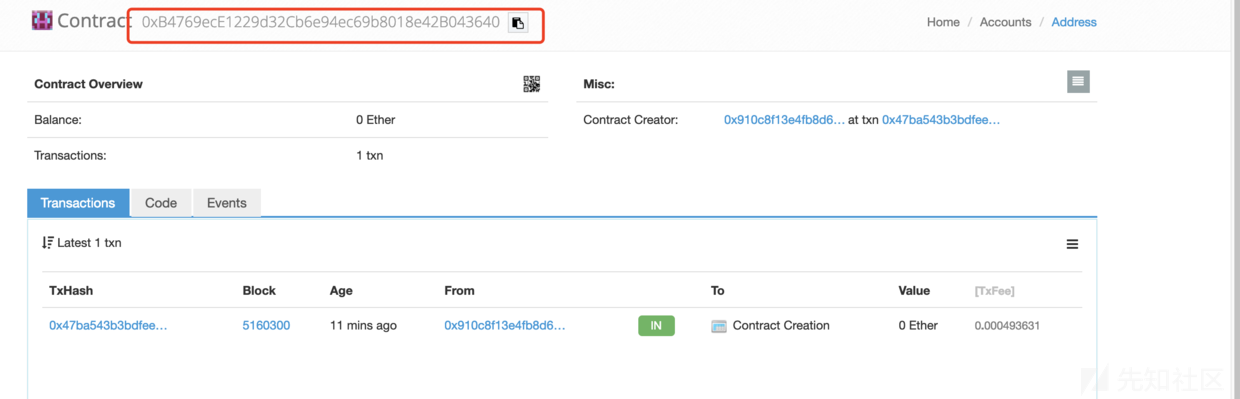 Contract 0xB4769ecE1229d32Cb6e94ec69b8018e42B043640
Home / Accounts / Address
Contract Overview
Misc:
Balance: 0 Ether
Contract Creator: 0x910c8f13e4fb8d6... at txn 0x47ba543b3bdfee...
Transactions: 1 txn
Transactions Code Events
Latest 1 txn
TxHash Block Age From To Value [TxFee]
0x47ba543b3bdfee... 5160300 11 mins ago 0x910c8f13e4fb8d6... IN Contract Creation 0 Ether 0.000493631
先知社区